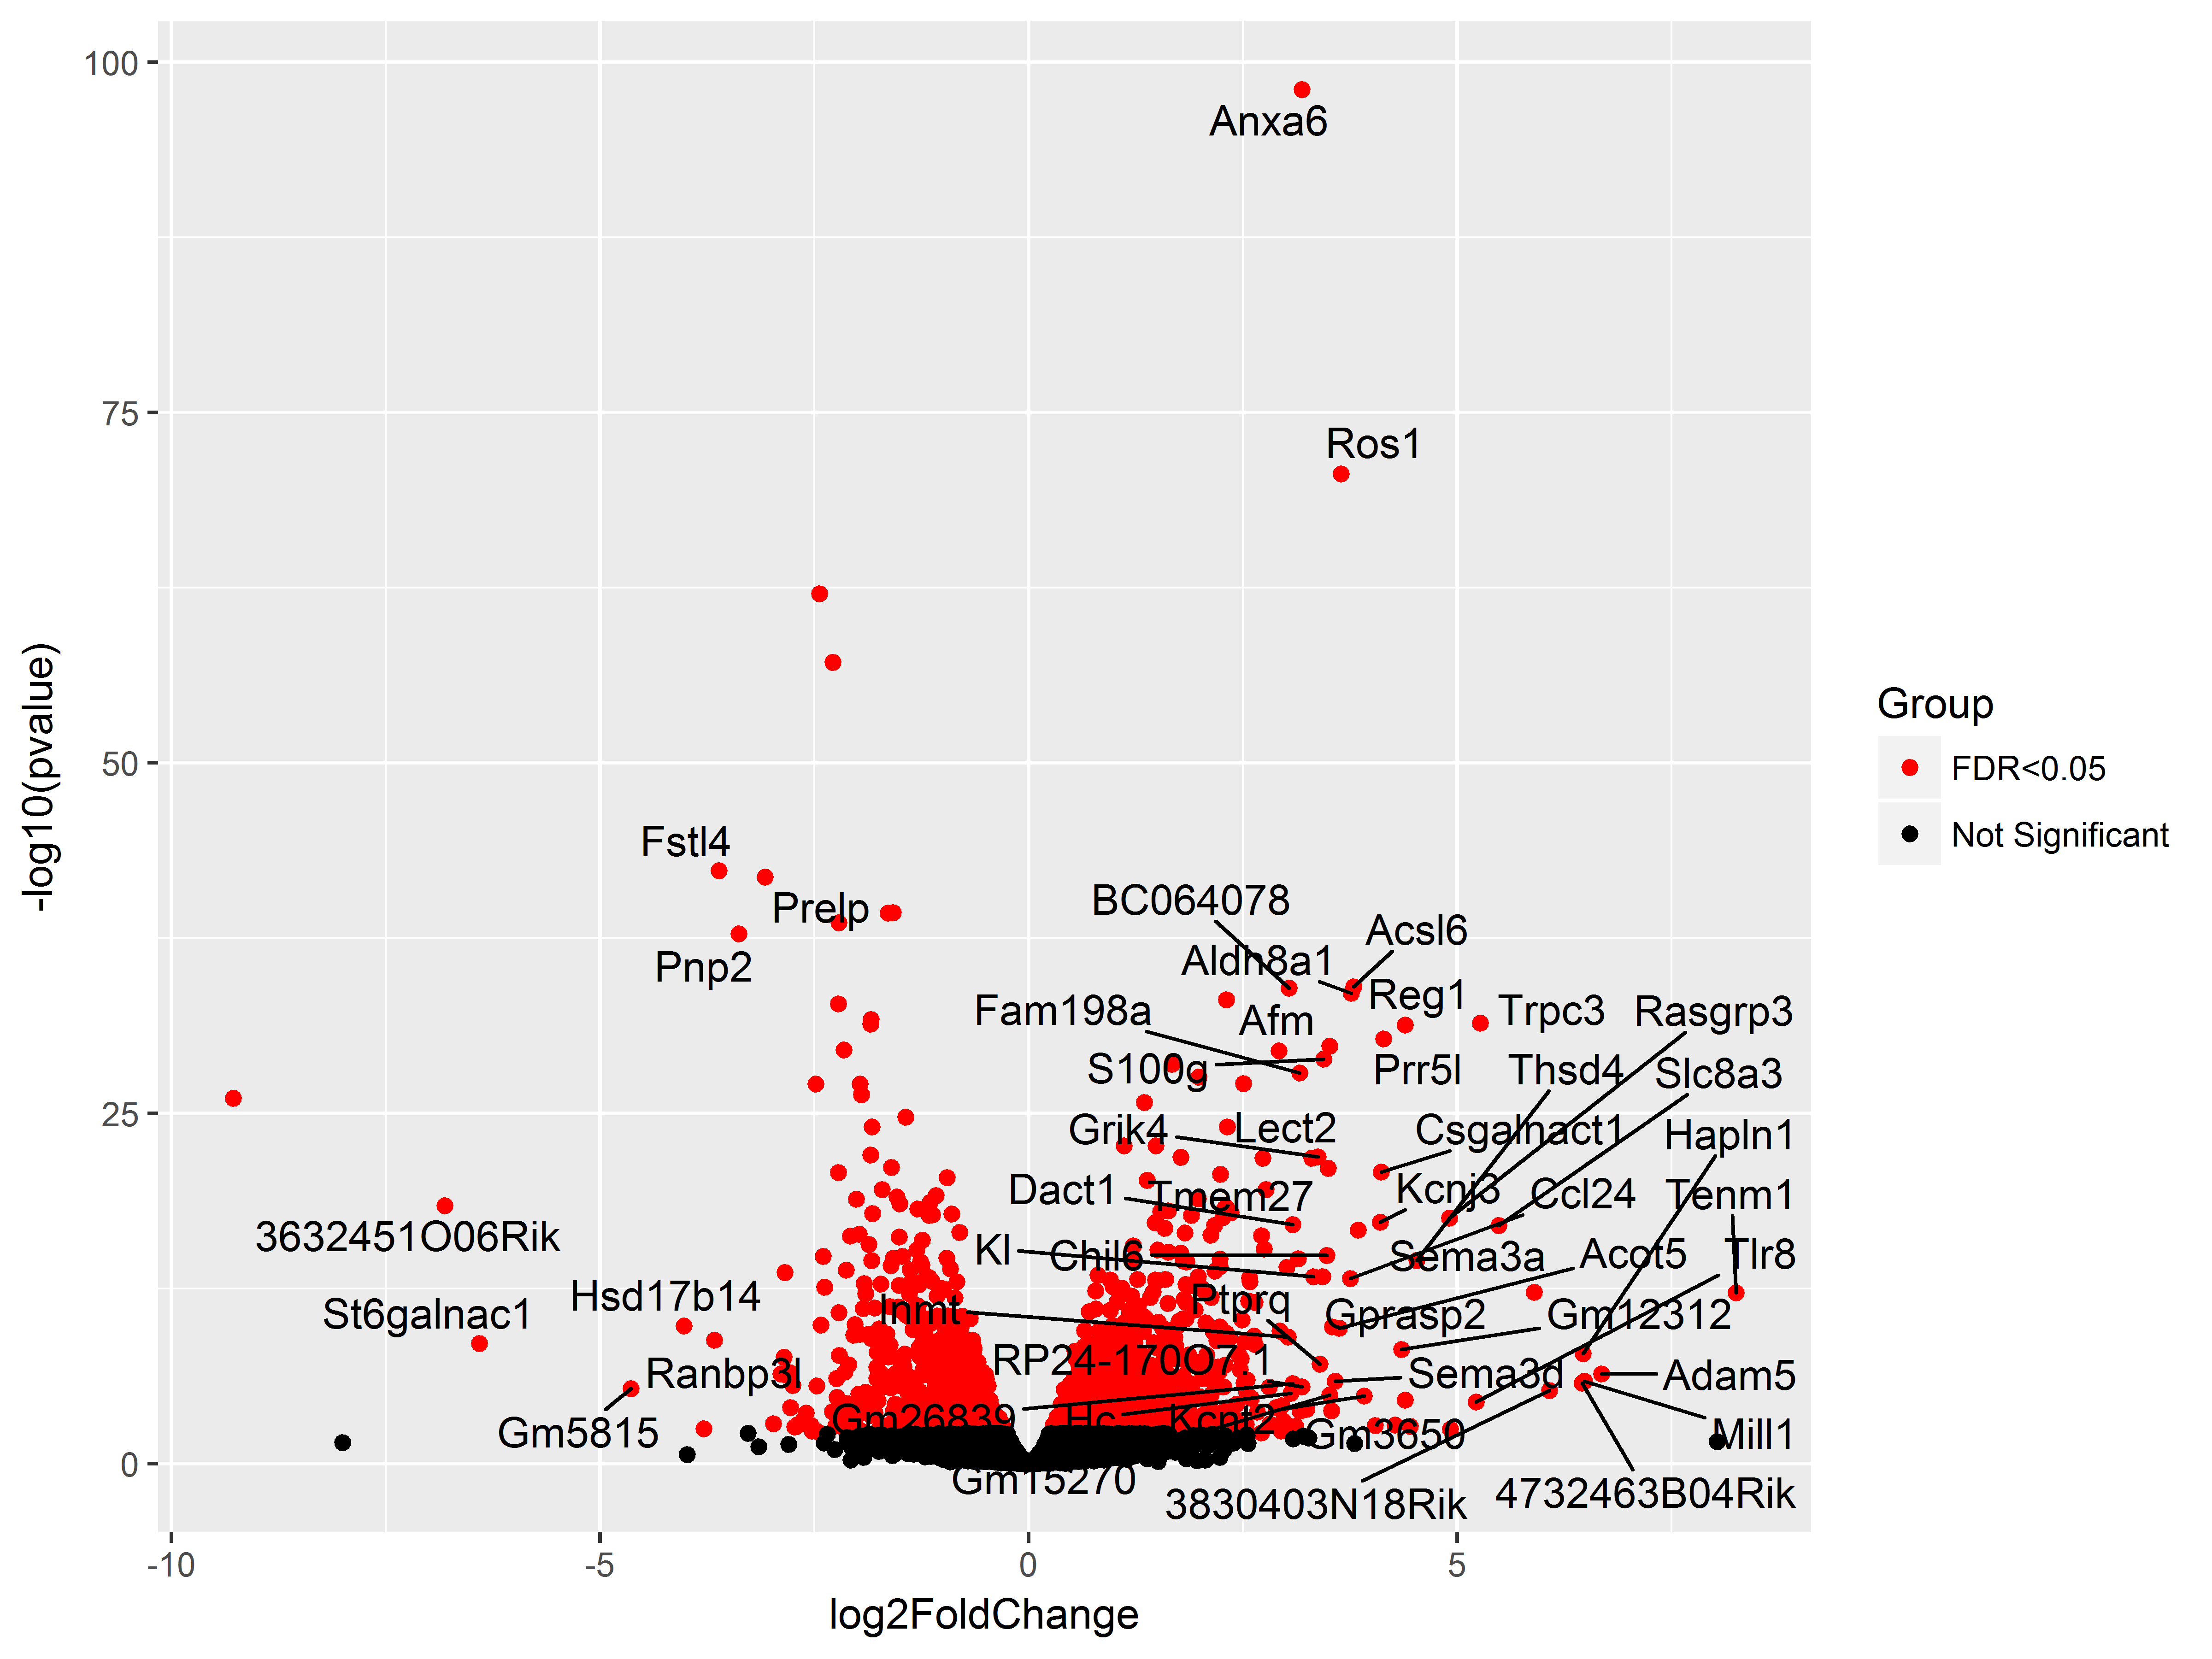 100
Anxa6
75
Ros1
50
25
0
-log10(pvalue)
Fstl4
Prelp
Pnp2
BC064078
Acsl6
Aldh8a1
Reg1
Fam198a
Afm
Trpc3
Rasgrp3
S100g
Prr5l
Thsd4
Slc8a3
Grik4
Lect2
Csgalnact1
Hapln1
Dact1
Tmem27
Kcnj3
Ccl24
Tenm1
3632451O06Rik
Kl
Chil6
Sema3a
Acot5
Tlr8
Hsd17b14
St6galnac1
Inmt
Ptprq
Gprasp2
Gm12312
Ranbp3l
RP24-170O7.1
Sema3d
Adam5
Gm5815
Gm26839
Hc
Kcnt2
Gm3650
Mill1
Gm15270
3830403N18Rik
4732463B04Rik
-10
-5
0
5
log2FoldChange
Group
FDR<0.05
Not Significant